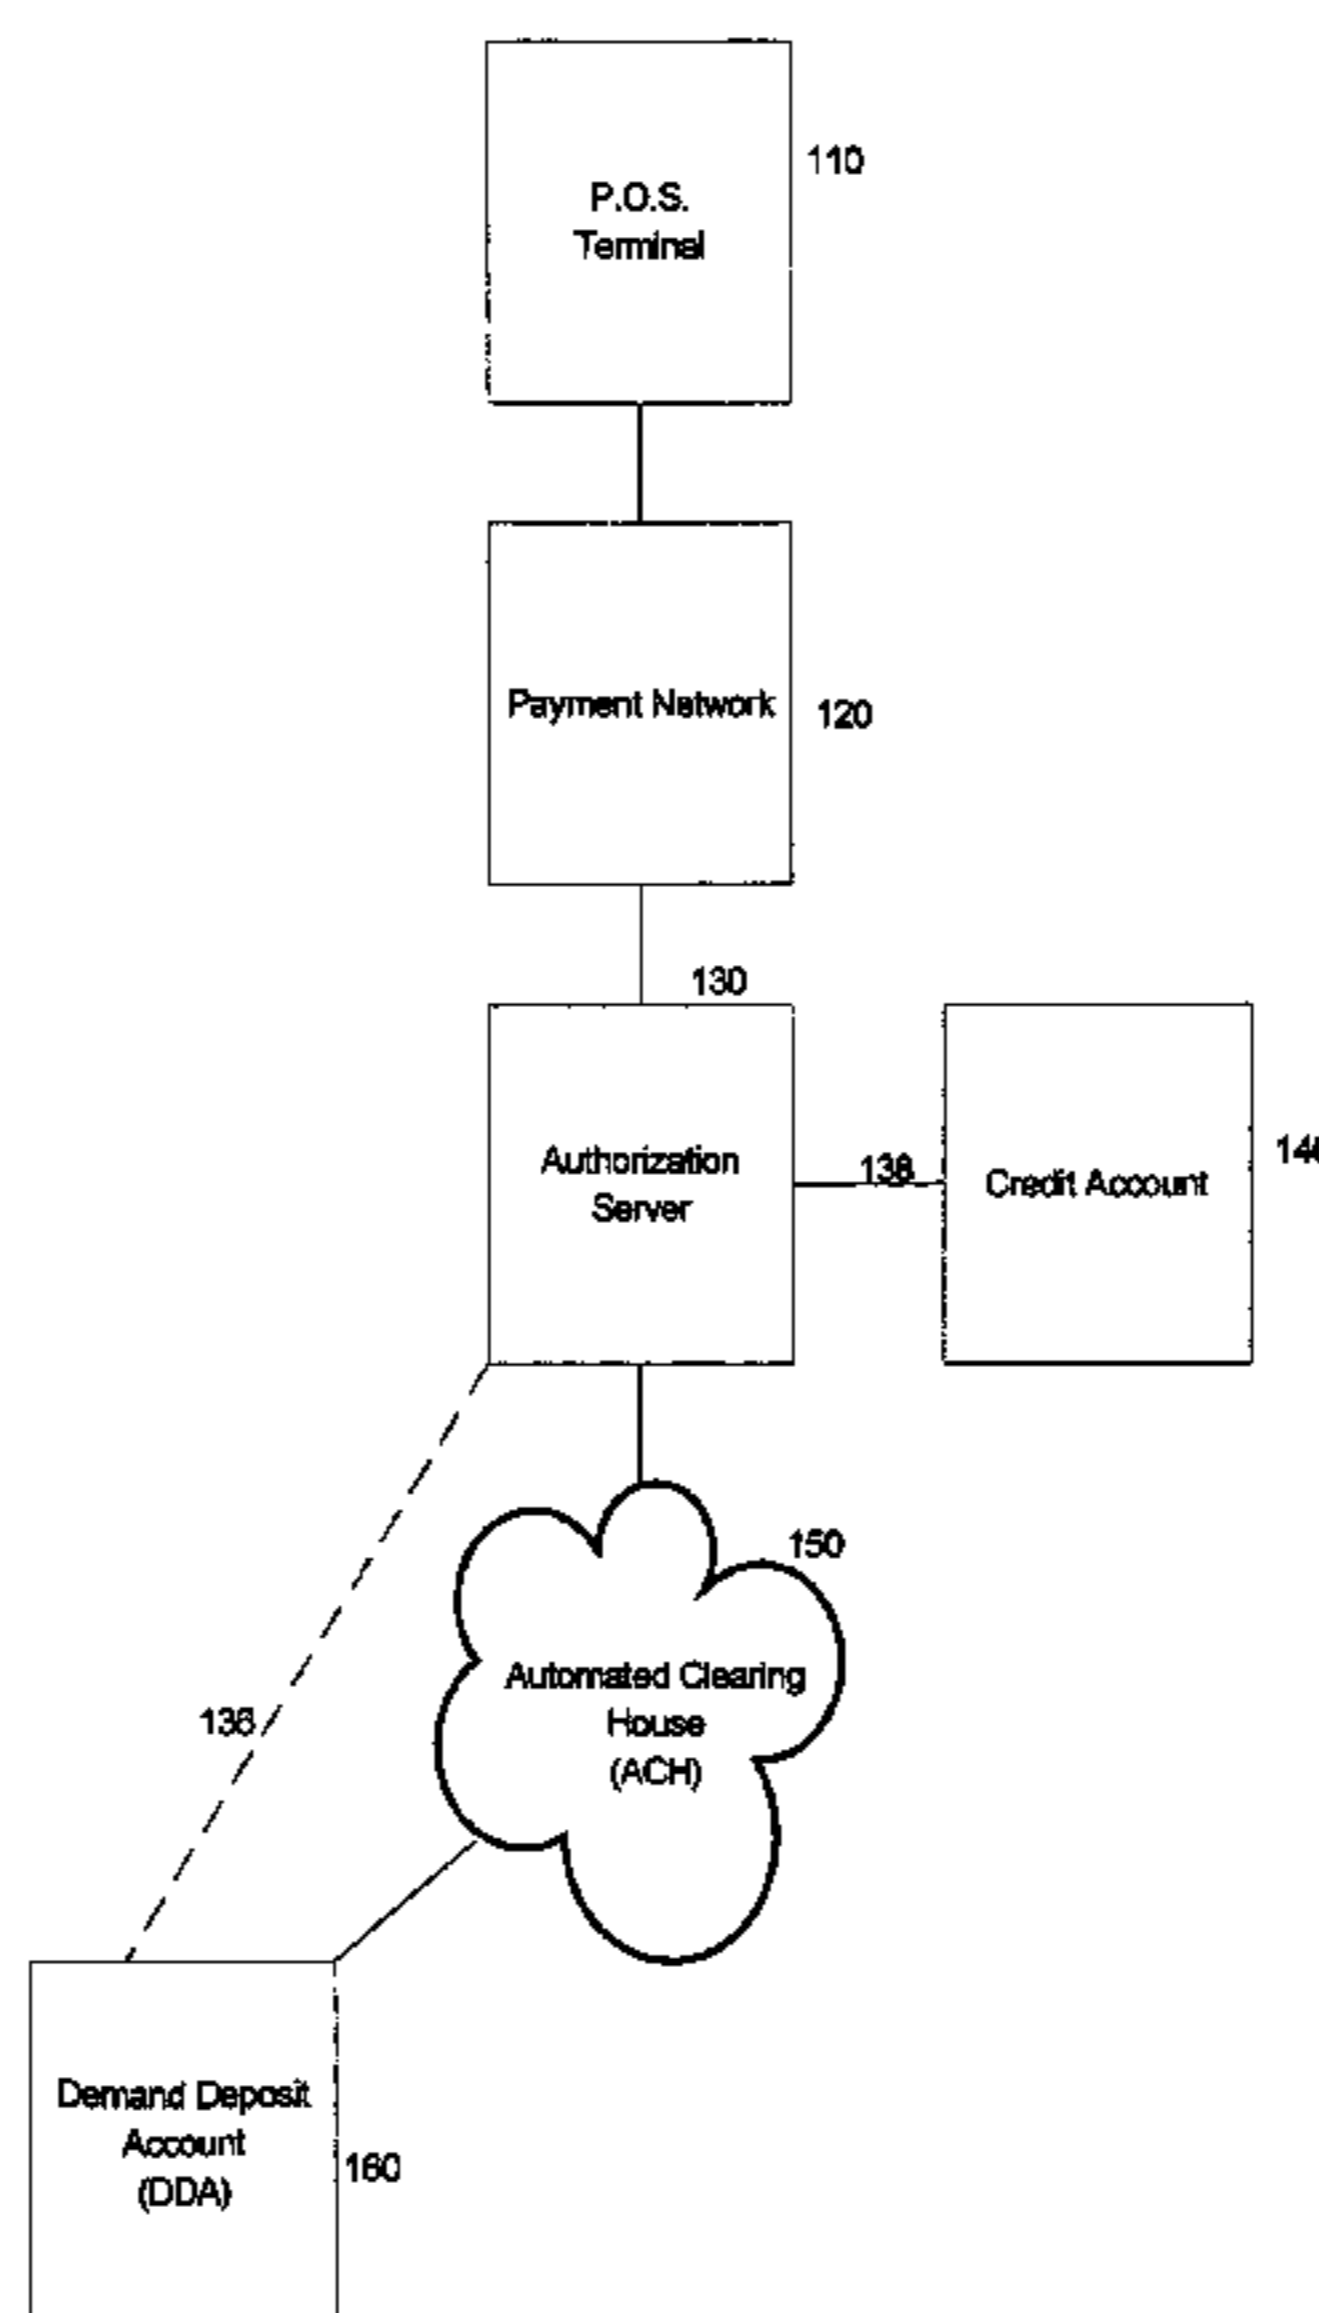 P.O.S.
Terminal
110
Payment Network
120
130
Authorization
Server
138
Credit Account
150
Automated Clearing
House
(ACH)
Demand Deposit
Account
(DDA)
160